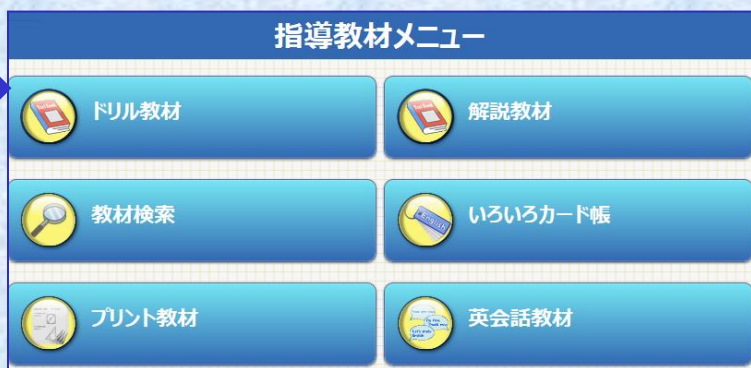 指導教材メニュー
ドリル教材
解説教材
教材検索
いろいろカード帳
English
プリント教材
英会話教材